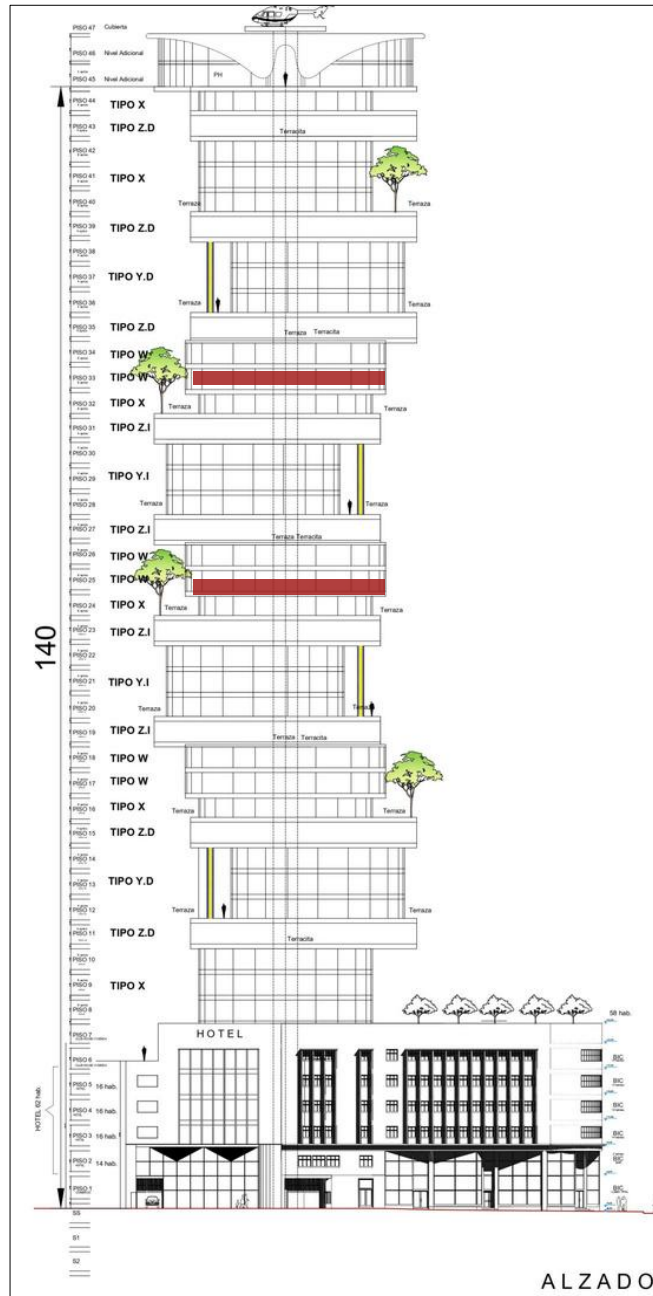 PISO 47 Cubierta
PISO 46 Nivel Adicional
PH
PISO 45 Nivel Adicional
PISO 44 TIPO X
PISO 43 TIPO Z.D
Terracita
PISO 42
PISO 41 TIPO X
PISO 40
Terraza Terraza
PISO 39 TIPO Z.D
PISO 38
PISO 37 TIPO Y.D
PISO 36
Terraza Terraza
PISO 35 TIPO Z.D
Terraza Terracita
PISO 34 TIPO W
PISO 33 TIPO W
PISO 32 TIPO X
Terraza Terraza
PISO 31 TIPO Z.I
PISO 30
PISO 29 TIPO Y.I
PISO 28
Terraza Terraza
PISO 27 TIPO Z.I
Terraza Terracita
PISO 26 TIPO W
PISO 25 TIPO W
PISO 24 TIPO X
Terraza Terraza
PISO 23 TIPO Z.I
PISO 22
140
PISO 21 TIPO Y.I
PISO 20
Terraza Terraza
PISO 19 TIPO Z.I
Terraza Terracita
PISO 18 TIPO W
PISO 17 TIPO W
PISO 16 TIPO X
Terraza Terraza
PISO 15 TIPO Z.D
PISO 14
PISO 13 TIPO Y.D
PISO 12
Terraza Terraza
PISO 11 TIPO Z.D
Terracita
PISO 10
PISO 9 TIPO X
PISO 8
58 hab.
PISO 7
HOTEL
PISO 6
BIC
HOTEL 62 hab.
PISO 5 16 hab.
BIC
PISO 4 16 hab.
BIC
PISO 3 16 hab.
BIC
PISO 2 14 hab.
BIC
PISO 1
BIC
SS
S1
S2
ALZADO